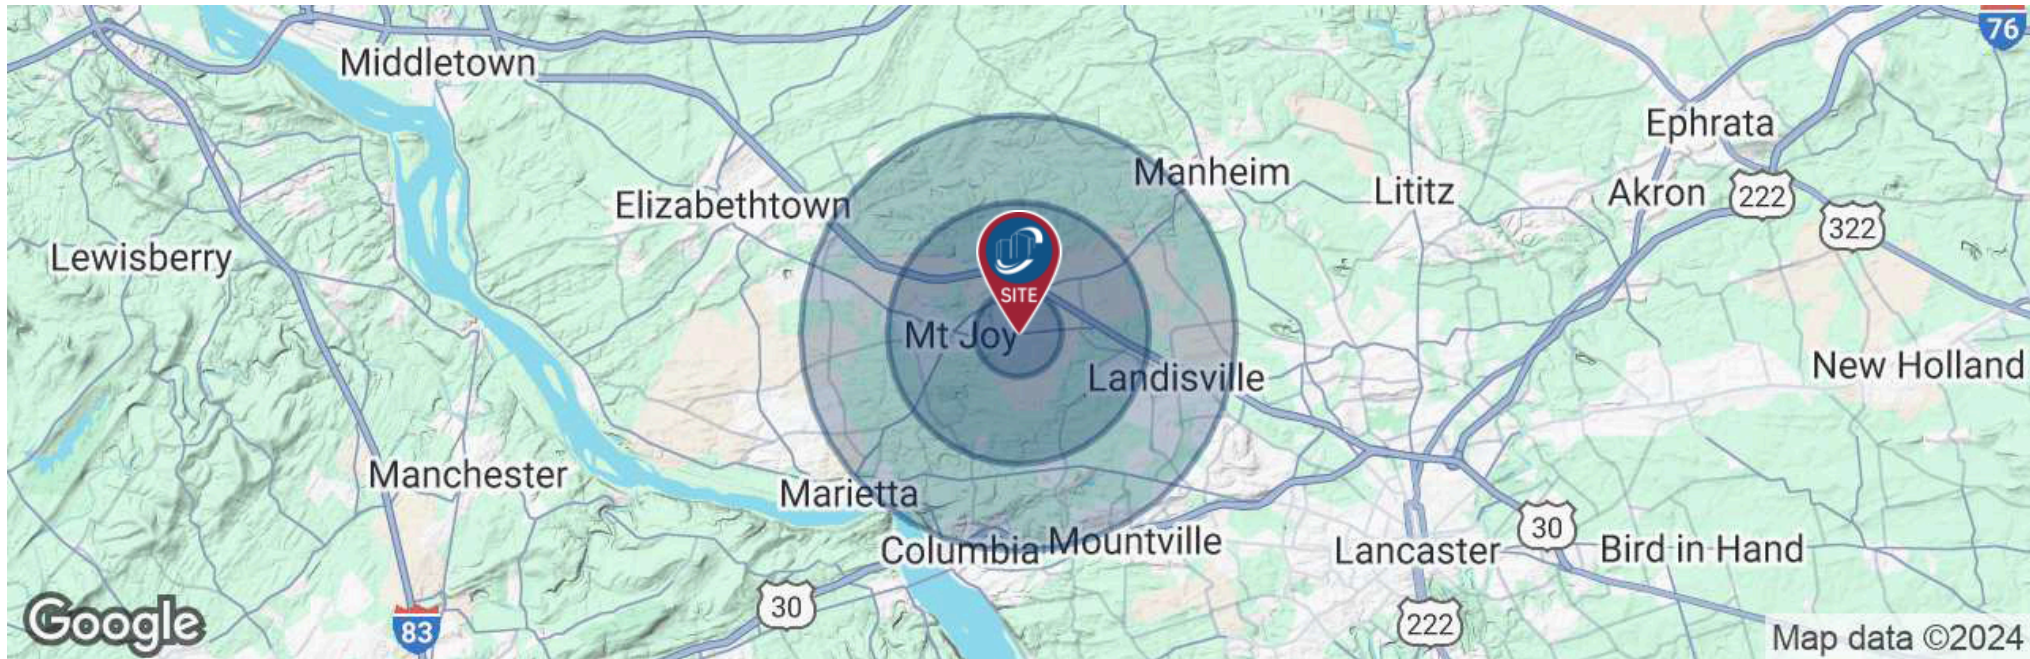 76
Middletown
Ephrata
Manheim
Lititz
Akron
222
Elizabethtown
322
Lewisberry
SITE
Mt Joy
New Holland
Landisville
Manchester
Marietta
30
Columbia
Mountville
Lancaster
Bird in Hand
30
Google
83
222
Map data ©2024